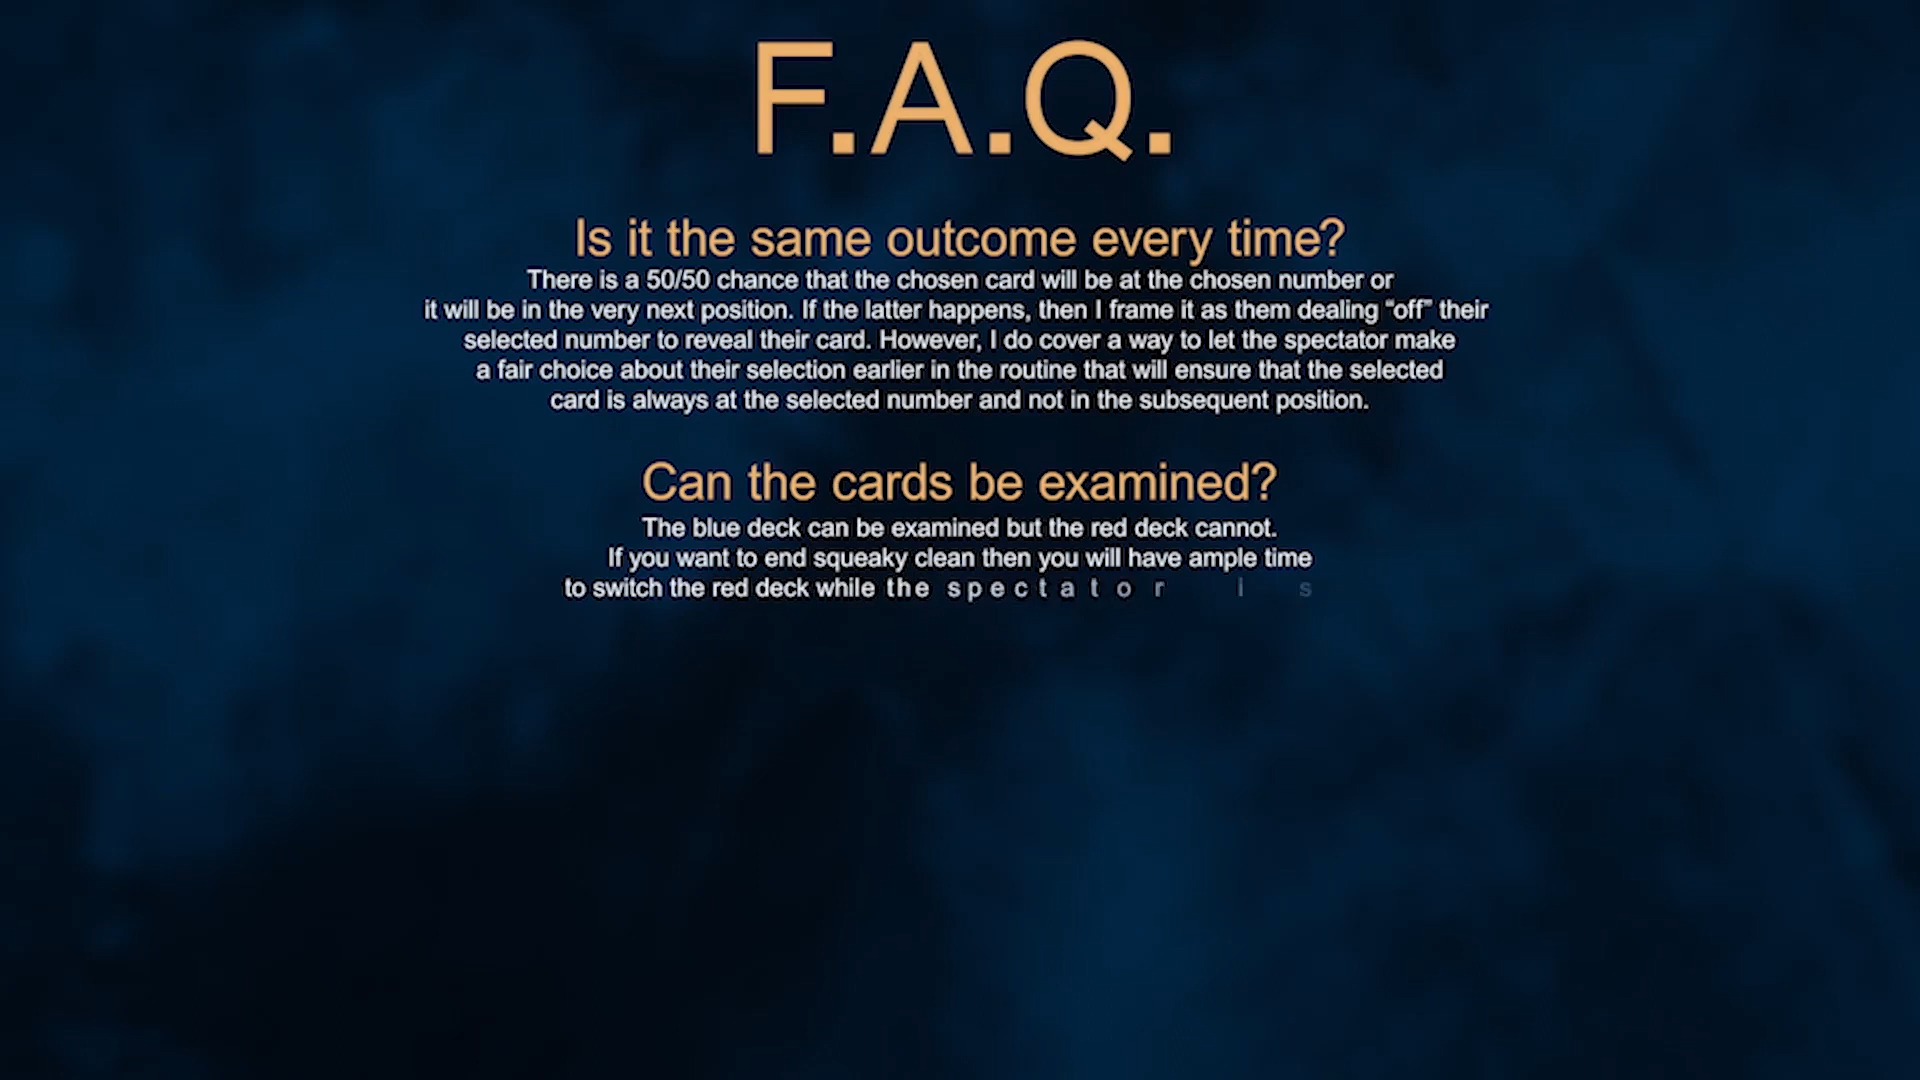 F.A.Q.
Is it the same outcome every time?
There is a 50/50 chance that the chosen card will be at the chosen number or
it will be in the very next position. If the latter happens, then I frame it as them dealing “off” their
selected number to reveal their card. However, I do cover a way to let the spectator make
a fair choice about their selection earlier in the routine that will ensure that the selected
card is always at the selected number and not in the subsequent position.
Can the cards be examined?
The blue deck can be examined but the red deck cannot.
If you want to end squeaky clean then you will have ample time
to switch the red deck while the spectator is